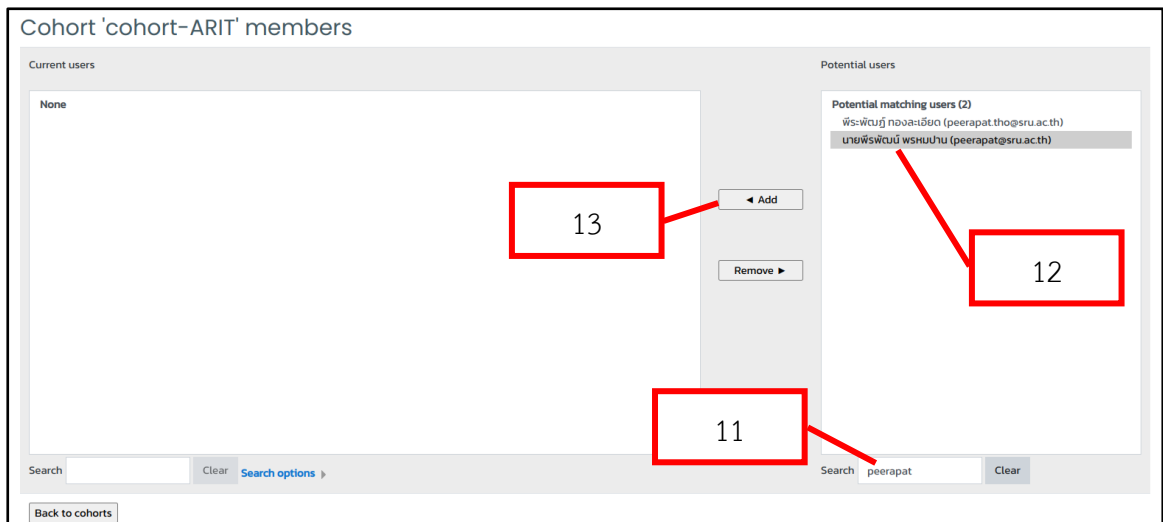 Cohort 'cohort-ARIT' members
Current users
Potential users
None
Potential matching users (2)
พีระพัฒฎ์ ทองละเอียด (peerapat.tho@sru.ac.th)
นายพีรพัฒน์ พรหมปาน (peerapat@sru.ac.th)
◄ Add
13
Remove ►
12
11
Search
Clear
Search options
Search peerapat
Clear
Back to cohorts